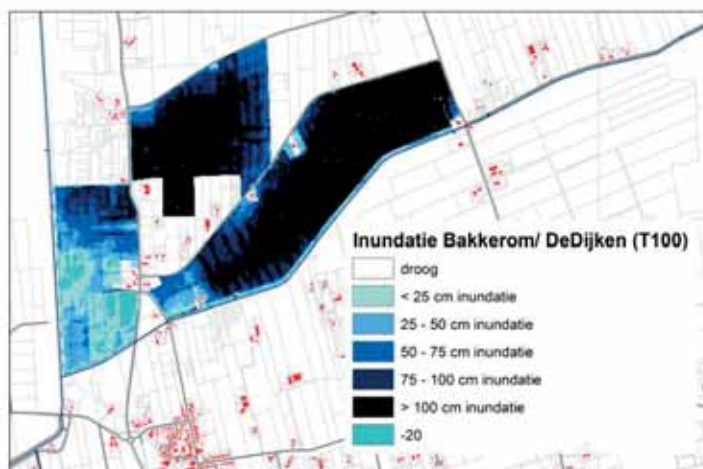 Inundatie Bakkerom/ DeDijken (T100)
droog
< 25 cm inundatie
25 - 50 cm inundatie
50 - 75 cm inundatie
75 - 100 cm inundatie
> 100 cm inundatie
-20